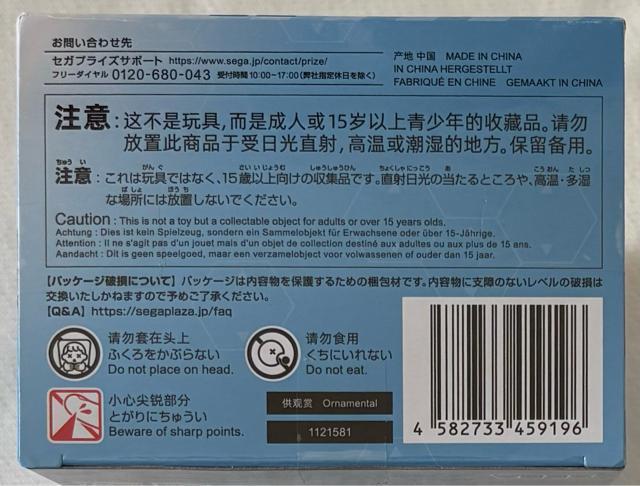 お問い合わせ先
セガプライズサポート https://www.sega.jp/contact/prize/
フリーダイヤル 0120-680-043 受付時間 10:00~17:00(弊社指定休日を除く)
产地 中国 MADE IN CHINA
IN CHINA HERGESTELLT
FABRIQUÉ EN CHINE GEMAAKT IN CHINA
注意:这不是玩具,而是成人或15岁以上青少年的收藏品。请勿
放置此商品于受日光直射,高温或潮湿的地方。保留备用。
注意:これは玩具ではなく、15歳以上向けの収集品です。直射日光の当たるところや、高温・多湿
な場所には放置しないでください。
Caution : This is not a toy but a collectable object for adults or over 15 years olds.
Achtung : Dies ist kein Spielzeug, sondern ein Sammelobjekt für Erwachsene oder über 15-Jährige.
Attention : Il ne s'agit pas d'un jouet mais d'un objet de collection destiné aux adultes ou aux plus de 15 ans.
Aandacht : Dit is geen speelgoed, maar een verzamelobject voor volwassenen of ouder dan 15 jaar.
【パッケージ破損について】パッケージは内容物を保護するための梱包材です。内容物に支障のないレベルの破損は
交換いたしかねますので予めご了承ください。
【Q&A】https://segaplaza.jp/faq
请勿套在头上
ふくろをかぶらない
Do not place on head.
请勿食用
くちにいれない
Do not eat.
小心尖锐部分
とがりにちゅうい
Beware of sharp points.
供观赏 Ornamental
1121581
4 582733 459196